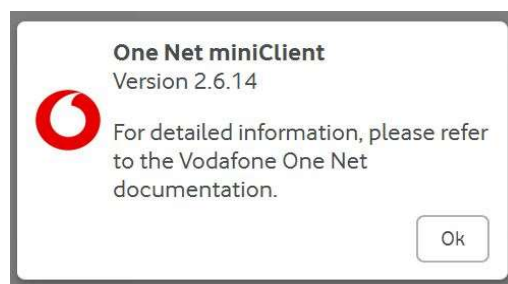 One Net miniClient
Version 2.6.14
For detailed information, please refer
to the Vodafone One Net
documentation.
Ok